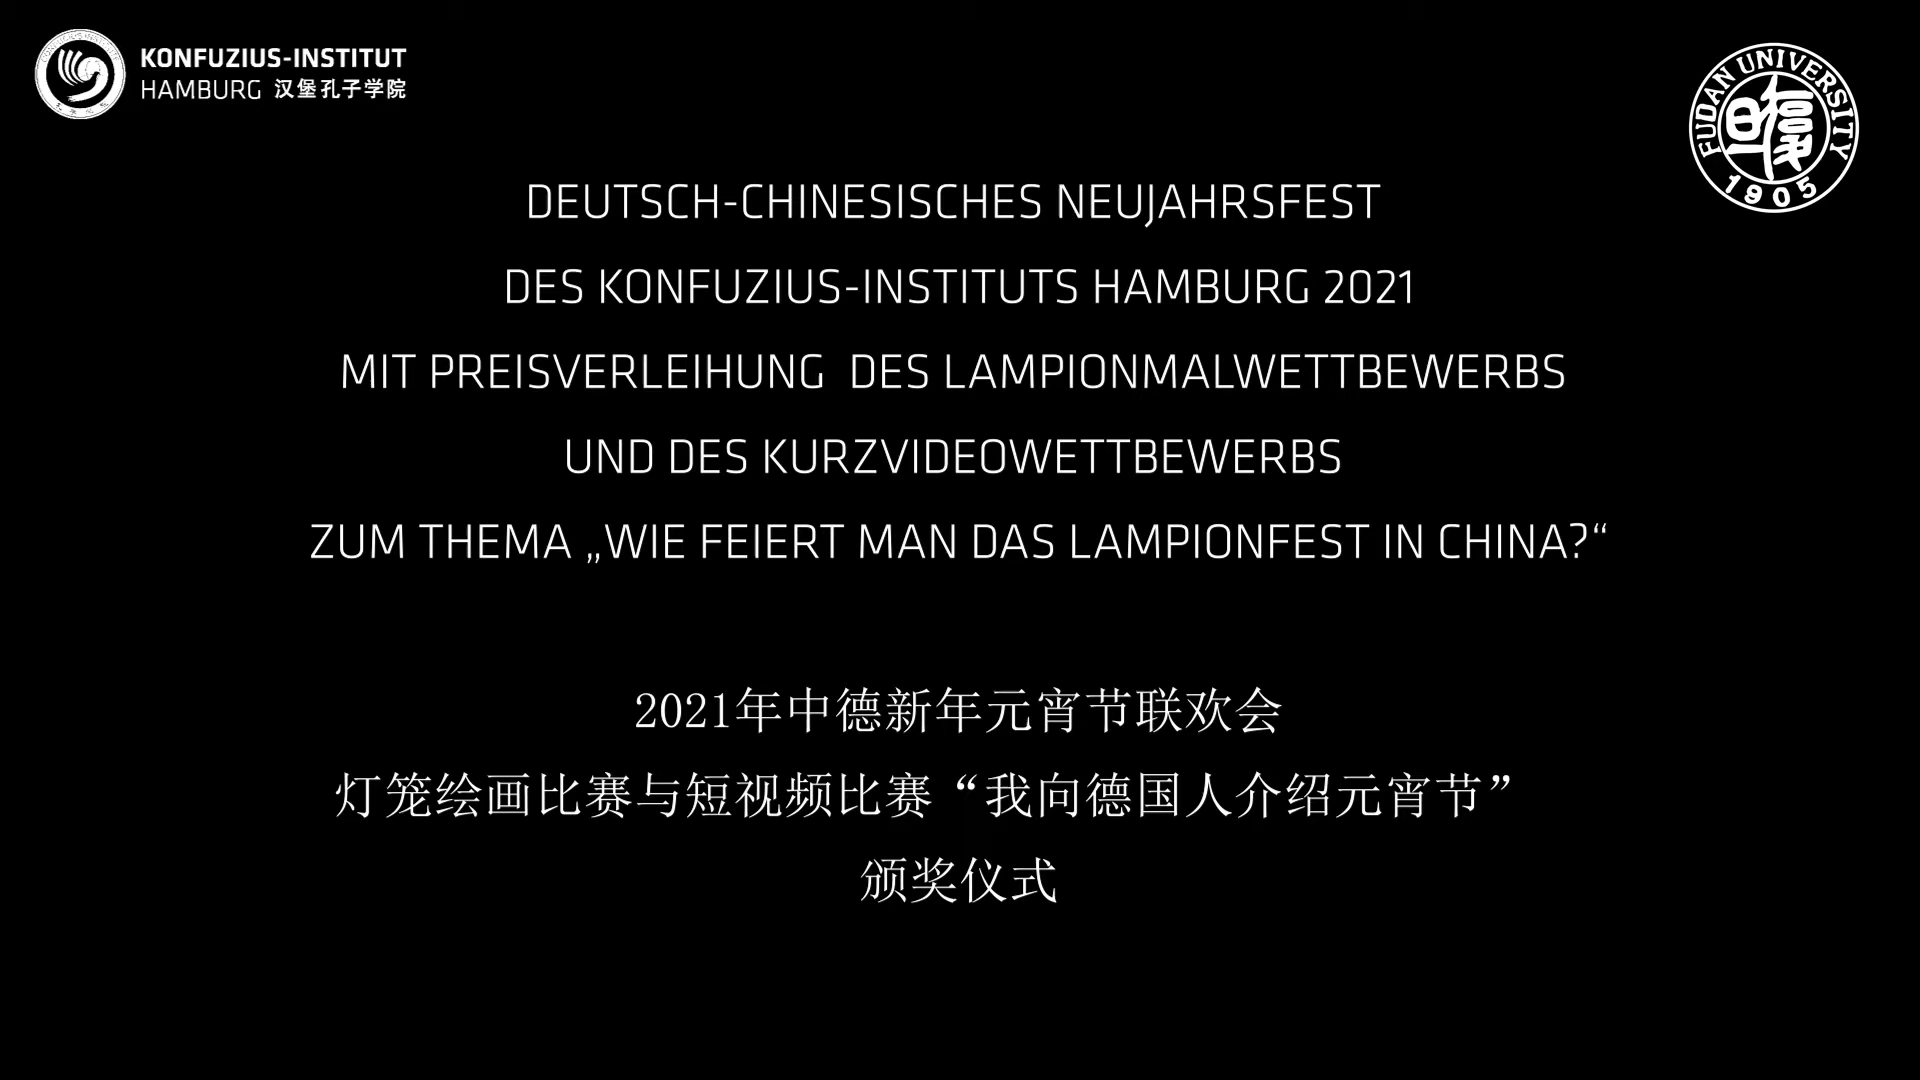 KONFUZIUS-INSTITUT
HAMBURG 汉堡孔子学院
FUDAN UNIVERSITY
1905
DEUTSCH-CHINESISCHES NEUJAHRSFEST
DES KONFUZIUS-INSTITUTS HAMBURG 2021
MIT PREISVERLEIHUNG DES LAMPIONMALWETTBEWERBS
UND DES KURZVIDEOWETTBEWERBS
ZUM THEMA „WIE FEIERT MAN DAS LAMPIONFEST IN CHINA?“
2021年中德新年元宵节联欢会
灯笼绘画比赛与短视频比赛“我向德国人介绍元宵节”
颁奖仪式